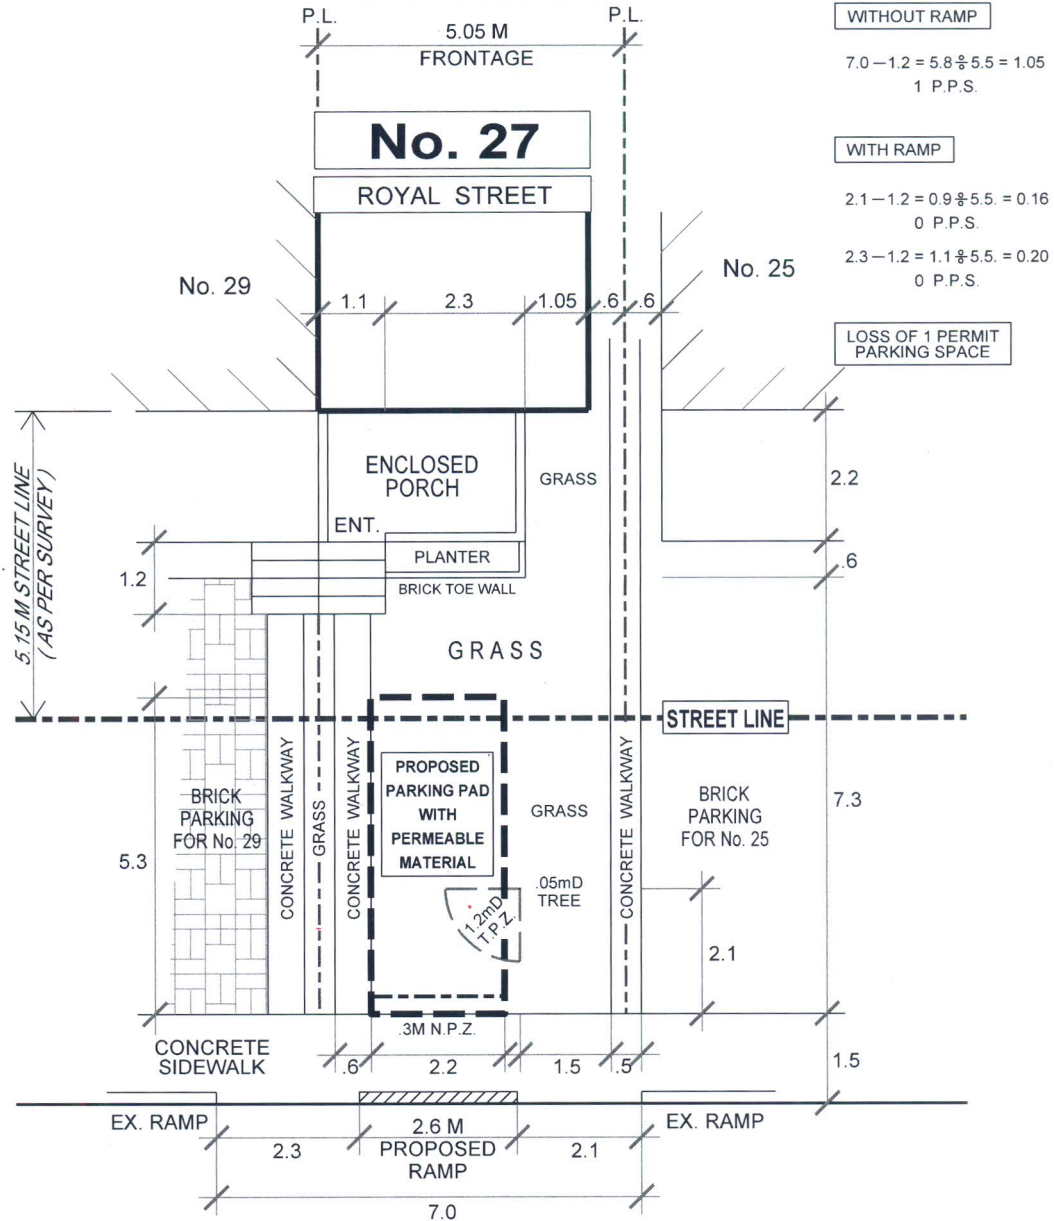 P.L.
P.L.
5.05 M
FRONTAGE
WITHOUT RAMP
7.0 — 1.2 = 5.8 ÷ 5.5 = 1.05
1 P.P.S.
No. 27
ROYAL STREET
WITH RAMP
2.1 — 1.2 = 0.9 ÷ 5.5. = 0.16
0 P.P.S.
2.3 — 1.2 = 1.1 ÷ 5.5. = 0.20
0 P.P.S.
No. 29
No. 25
1.1
2.3
1.05
.6
.6
LOSS OF 1 PERMIT
PARKING SPACE
5.15 M STREET LINE
( AS PER SURVEY )
ENCLOSED
PORCH
GRASS
2.2
ENT.
PLANTER
.6
1.2
BRICK TOE WALL
GRASS
STREET LINE
PROPOSED
PARKING PAD
WITH
PERMEABLE
MATERIAL
BRICK
PARKING
FOR No. 29
CONCRETE WALKWAY
GRASS
CONCRETE WALKWAY
GRASS
CONCRETE WALKWAY
BRICK
PARKING
FOR No. 25
7.3
5.3
.05mD
TREE
1.2mD
T.P.Z.
2.1
.3M N.P.Z.
CONCRETE
SIDEWALK
.6
2.2
1.5
.5
1.5
EX. RAMP
2.6 M
PROPOSED
RAMP
EX. RAMP
2.3
2.1
7.0